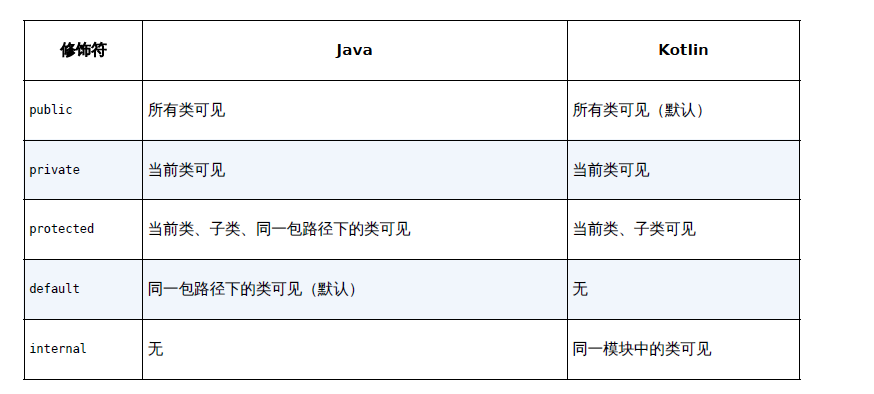 修饰符 Java Kotlin
public 所有类可见 所有类可见（默认）
private 当前类可见 当前类可见
protected 当前类、子类、同一包路径下的类可见 当前类、子类可见
default 同一包路径下的类可见（默认） 无
internal 无 同一模块中的类可见